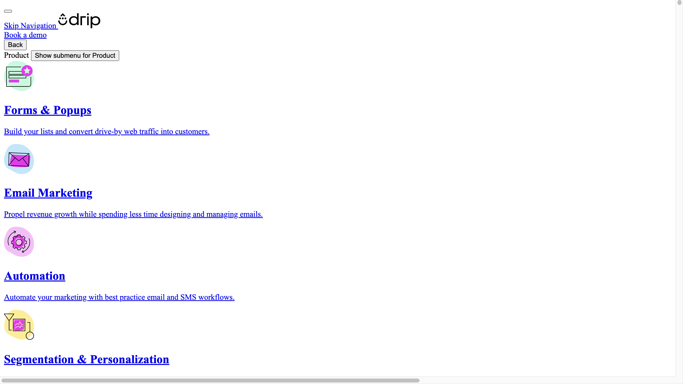 Skip Navigation drip
Book a demo
Back
Product Show submenu for Product
Forms & Popups
Build your lists and convert drive-by web traffic into customers.
Email Marketing
Propel revenue growth while spending less time designing and managing emails.
Automation
Automate your marketing with best practice email and SMS workflows.
Segmentation & Personalization